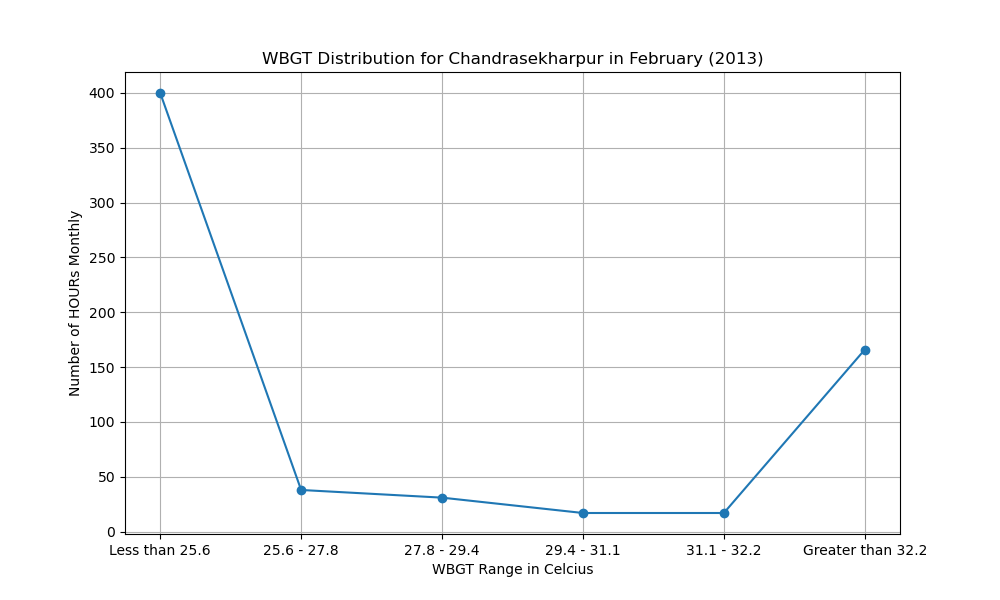 WBGT Distribution for Chandrasekharpur in February (2013)
Number of HOURs Monthly
400
350
300
250
200
150
100
50
0
Less than 25.6 25.6 - 27.8 27.8 - 29.4 29.4 - 31.1 31.1 - 32.2 Greater than 32.2
WBGT Range in Celcius